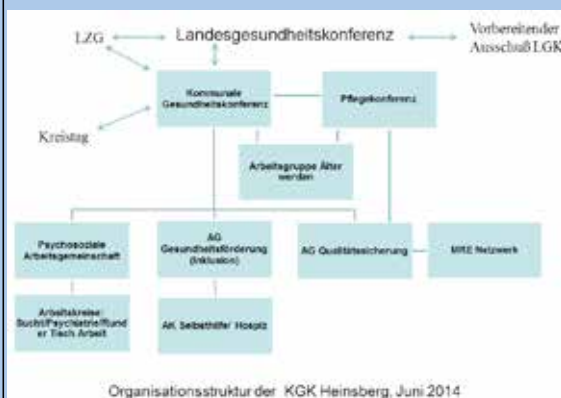 LZG
Landesgesundheitskonferenz
Vorbereitender
Ausschuß LGK
Kommunale
Gesundheitskonferenz
Pflegekonferenz
Kreistag
Arbeitsgruppe Älter
werden
Psychosoziale
Arbeitsgemeinschaft
AG
Gesundheitsförderung
(Inklusion)
AG Qualitätssicherung
MRE Netzwerk
Arbeitskreise:
Sucht/Psychiatrie/Rund
er Tisch Arbeit
AK Selbsthilfe/ Hospiz
Organisationsstruktur der KGK Heinsberg, Juni 2014